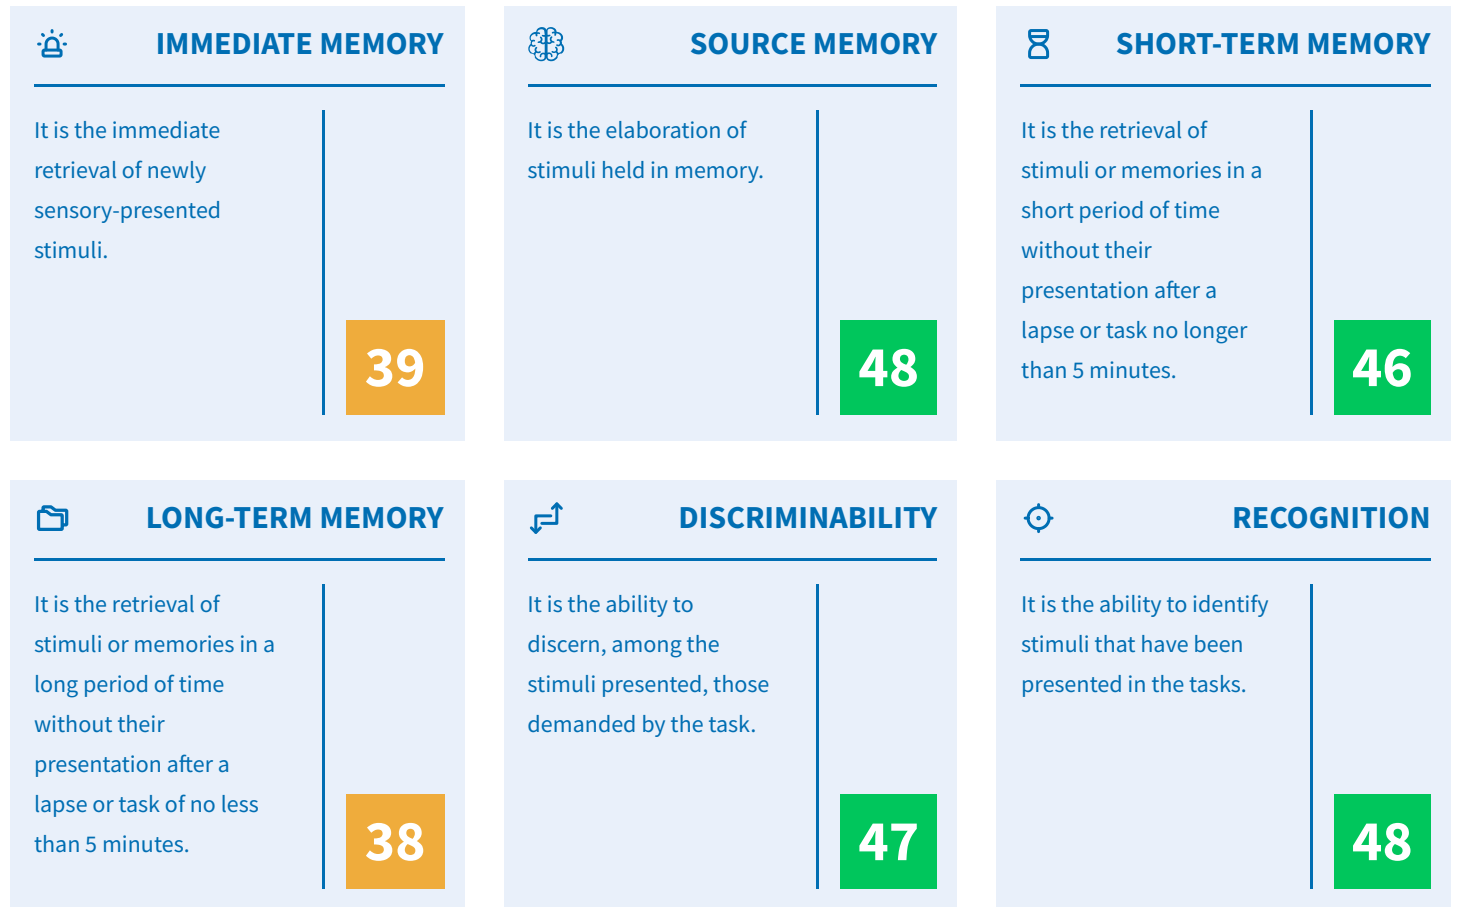 IMMEDIATE MEMORY
It is the immediate
retrieval of newly
sensory-presented
stimuli.
39
SOURCE MEMORY
It is the elaboration of
stimuli held in memory.
48
SHORT-TERM MEMORY
It is the retrieval of
stimuli or memories in a
short period of time
without their
presentation after a
lapse or task no longer
than 5 minutes.
46
LONG-TERM MEMORY
It is the retrieval of
stimuli or memories in a
long period of time
without their
presentation after a
lapse or task of no less
than 5 minutes.
38
DISCRIMINABILITY
It is the ability to
discern, among the
stimuli presented, those
demanded by the task.
47
RECOGNITION
It is the ability to identify
stimuli that have been
presented in the tasks.
48